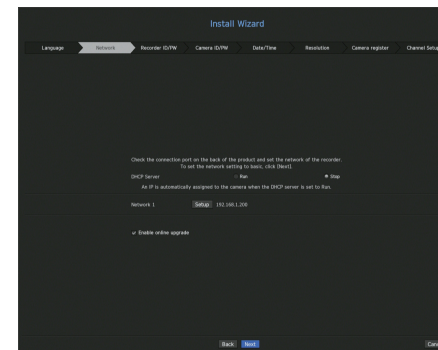 Install Wizard
Language Network Recorder ID/PW Camera ID/PW Date/Time Resolution Camera register Channel Setu
Check the connection port on the back of the product and set the network of the recorder.
To set the network setting to basis, click [Next].
DHCP Server Run Stop
An IP is automatically assigned to the camera when the DHCP server is set to Run.
Network 1 Setup 192.168.1.200
Enable online upgrade
Back Next Canc